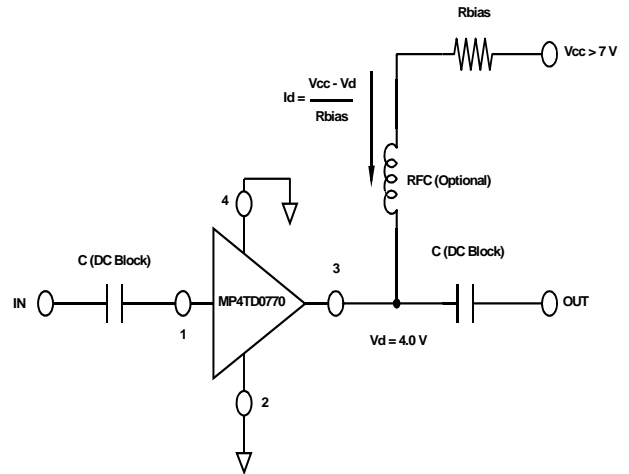 Rbias
Vcc > 7 V
Vcc - Vd
Id =
Rbias
RFC (Optional)
4
C (DC Block)
C (DC Block)
3
IN
MP4TD0770
OUT
1
Vd = 4.0 V
2